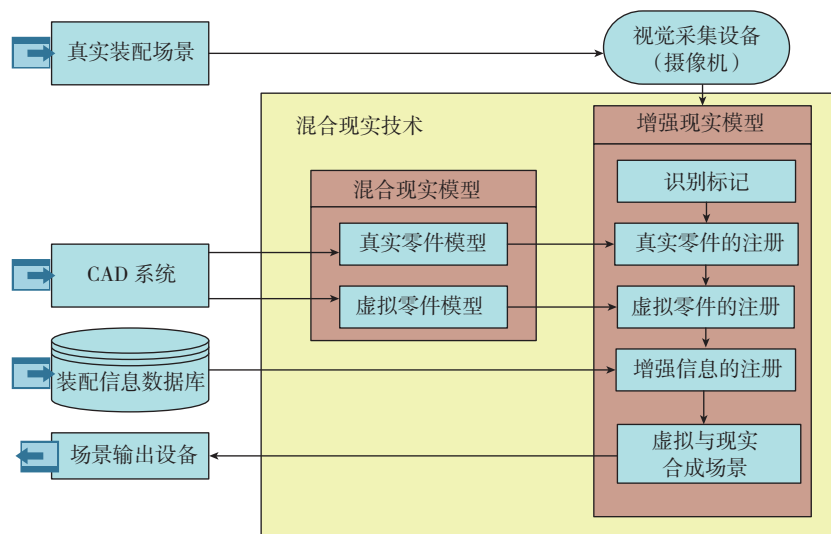 真实装配场景
视觉采集设备
（摄像机）
混合现实技术
增强现实模型
识别标记
混合现实模型
真实零件模型
真实零件的注册
CAD 系统
虚拟零件模型
虚拟零件的注册
装配信息数据库
增强信息的注册
场景输出设备
虚拟与现实
合成场景